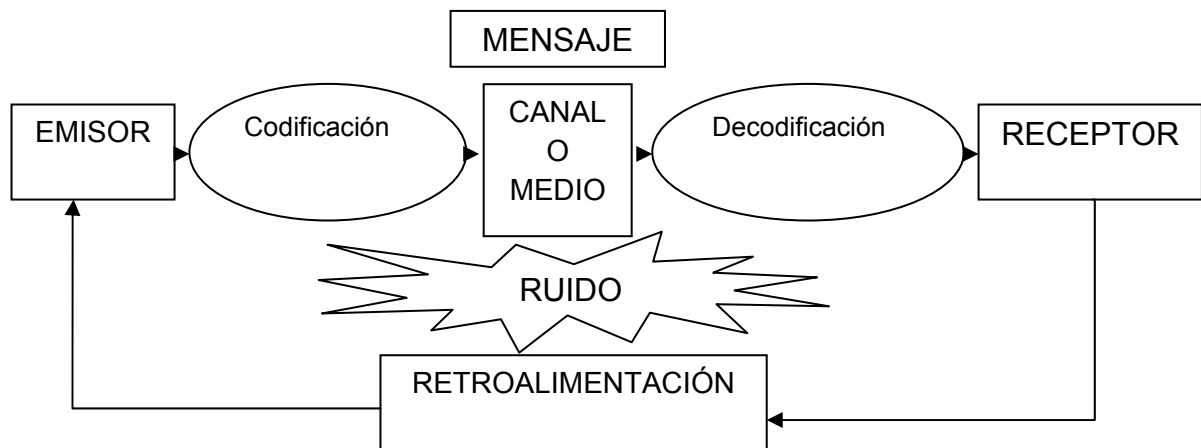 MENSAJE
EMISOR
Codificación
CANAL
O
MEDIO
Decodificación
RECEPTOR
RUIDO
RETROALIMENTACIÓN